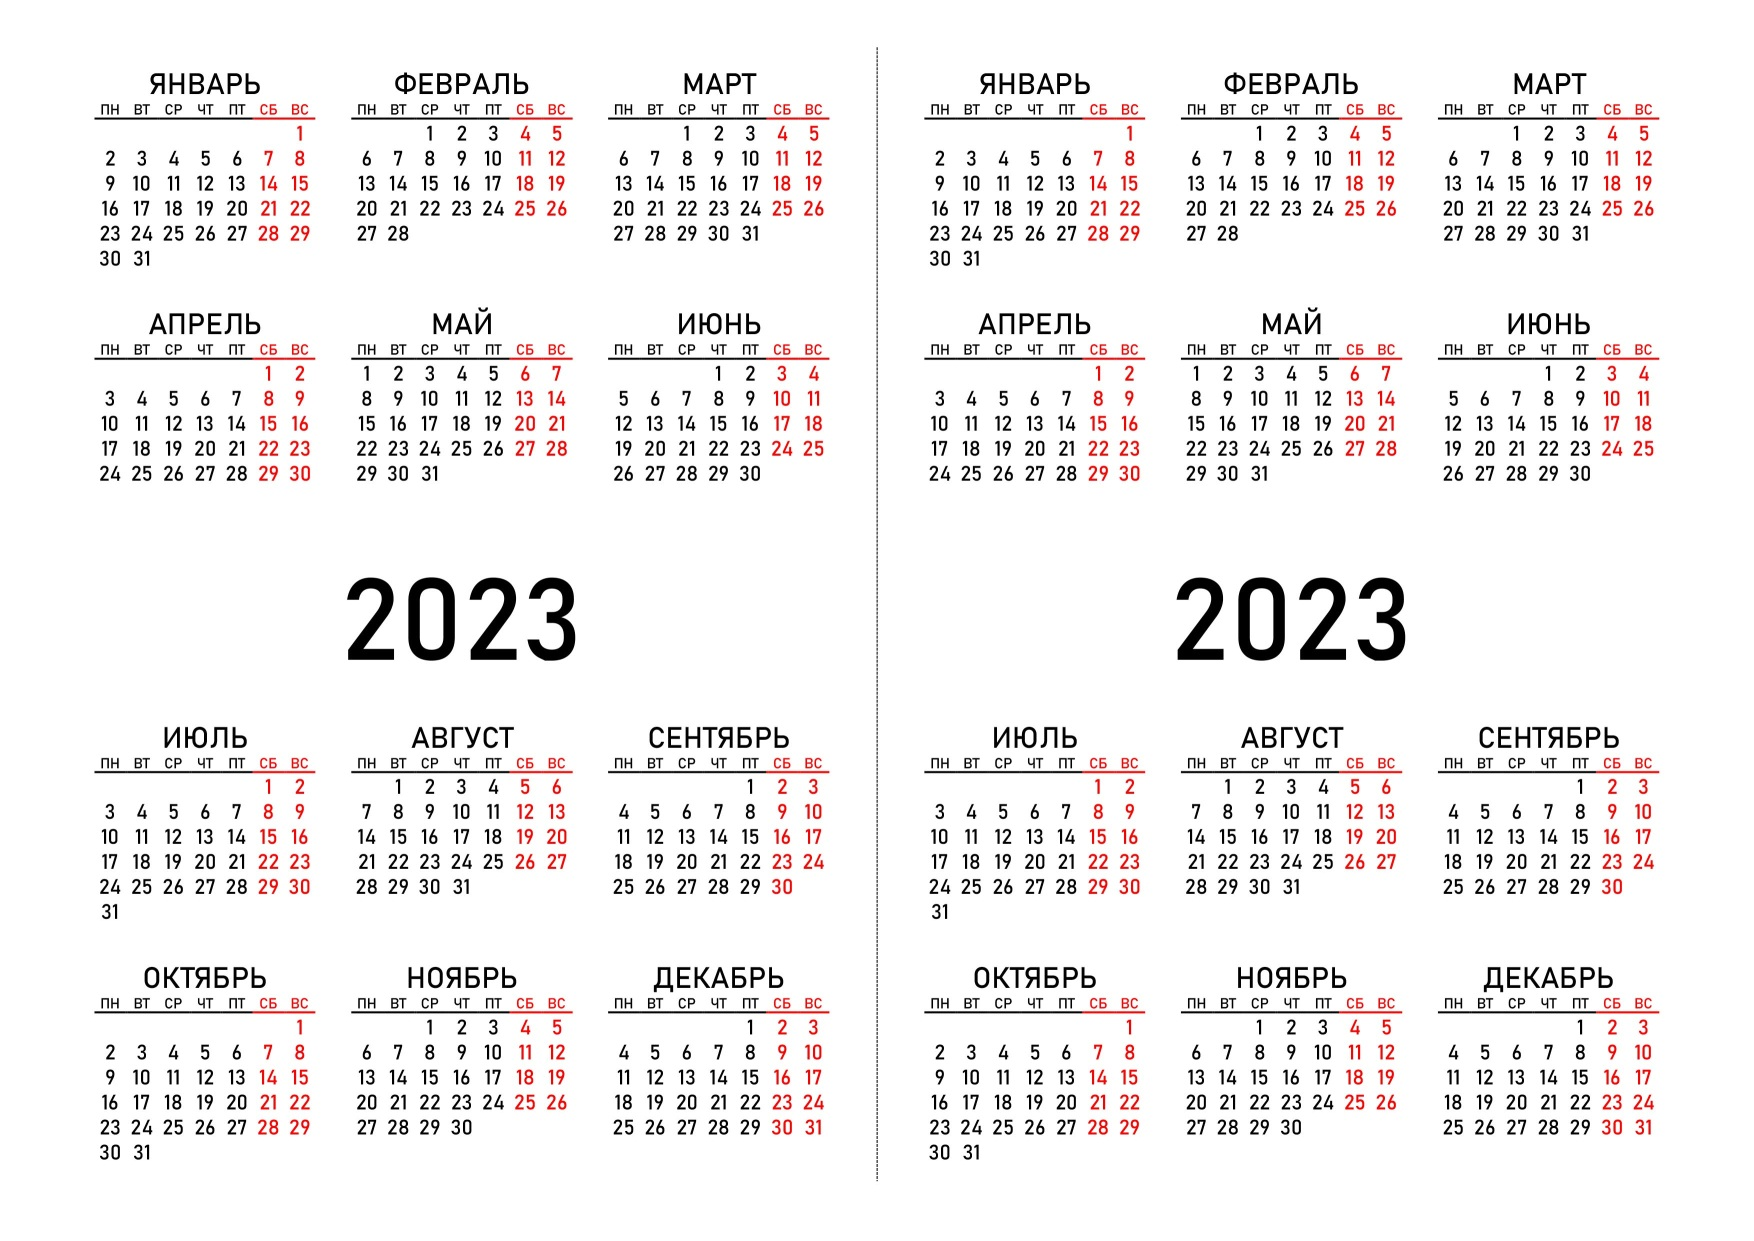 ЯНВАРЬ
ПН ВТ СР ЧТ ПТ СБ ВС
1
2 3 4 5 6 7 8
9 10 11 12 13 14 15
16 17 18 19 20 21 22
23 24 25 26 27 28 29
30 31
ФЕВРАЛЬ
ПН ВТ СР ЧТ ПТ СБ ВС
1 2 3 4 5
6 7 8 9 10 11 12
13 14 15 16 17 18 19
20 21 22 23 24 25 26
27 28
МАРТ
ПН ВТ СР ЧТ ПТ СБ ВС
1 2 3 4 5
6 7 8 9 10 11 12
13 14 15 16 17 18 19
20 21 22 23 24 25 26
27 28 29 30 31
АПРЕЛЬ
ПН ВТ СР ЧТ ПТ СБ ВС
1 2
3 4 5 6 7 8 9
10 11 12 13 14 15 16
17 18 19 20 21 22 23
24 25 26 27 28 29 30
МАЙ
ПН ВТ СР ЧТ ПТ СБ ВС
1 2 3 4 5 6 7
8 9 10 11 12 13 14
15 16 17 18 19 20 21
22 23 24 25 26 27 28
29 30 31
ИЮНЬ
ПН ВТ СР ЧТ ПТ СБ ВС
1 2 3 4
5 6 7 8 9 10 11
12 13 14 15 16 17 18
19 20 21 22 23 24 25
26 27 28 29 30
2023
ИЮЛЬ
ПН ВТ СР ЧТ ПТ СБ ВС
1 2
3 4 5 6 7 8 9
10 11 12 13 14 15 16
17 18 19 20 21 22 23
24 25 26 27 28 29 30
31
АВГУСТ
ПН ВТ СР ЧТ ПТ СБ ВС
1 2 3 4 5 6
7 8 9 10 11 12 13
14 15 16 17 18 19 20
21 22 23 24 25 26 27
28 29 30 31
СЕНТЯБРЬ
ПН ВТ СР ЧТ ПТ СБ ВС
1 2 3
4 5 6 7 8 9 10
11 12 13 14 15 16 17
18 19 20 21 22 23 24
25 26 27 28 29 30
ОКТЯБРЬ
ПН ВТ СР ЧТ ПТ СБ ВС
1
2 3 4 5 6 7 8
9 10 11 12 13 14 15
16 17 18 19 20 21 22
23 24 25 26 27 28 29
30 31
НОЯБРЬ
ПН ВТ СР ЧТ ПТ СБ ВС
1 2 3 4 5
6 7 8 9 10 11 12
13 14 15 16 17 18 19
20 21 22 23 24 25 26
27 28 29 30
ДЕКАБРЬ
ПН ВТ СР ЧТ ПТ СБ ВС
1 2 3
4 5 6 7 8 9 10
11 12 13 14 15 16 17
18 19 20 21 22 23 24
25 26 27 28 29 30 31
ЯНВАРЬ
ПН ВТ СР ЧТ ПТ СБ ВС
1
2 3 4 5 6 7 8
9 10 11 12 13 14 15
16 17 18 19 20 21 22
23 24 25 26 27 28 29
30 31
ФЕВРАЛЬ
ПН ВТ СР ЧТ ПТ СБ ВС
1 2 3 4 5
6 7 8 9 10 11 12
13 14 15 16 17 18 19
20 21 22 23 24 25 26
27 28
МАРТ
ПН ВТ СР ЧТ ПТ СБ ВС
1 2 3 4 5
6 7 8 9 10 11 12
13 14 15 16 17 18 19
20 21 22 23 24 25 26
27 28 29 30 31
АПРЕЛЬ
ПН ВТ СР ЧТ ПТ СБ ВС
1 2
3 4 5 6 7 8 9
10 11 12 13 14 15 16
17 18 19 20 21 22 23
24 25 26 27 28 29 30
МАЙ
ПН ВТ СР ЧТ ПТ СБ ВС
1 2 3 4 5 6 7
8 9 10 11 12 13 14
15 16 17 18 19 20 21
22 23 24 25 26 27 28
29 30 31
ИЮНЬ
ПН ВТ СР ЧТ ПТ СБ ВС
1 2 3 4
5 6 7 8 9 10 11
12 13 14 15 16 17 18
19 20 21 22 23 24 25
26 27 28 29 30
2023
ИЮЛЬ
ПН ВТ СР ЧТ ПТ СБ ВС
1 2
3 4 5 6 7 8 9
10 11 12 13 14 15 16
17 18 19 20 21 22 23
24 25 26 27 28 29 30
31
АВГУСТ
ПН ВТ СР ЧТ ПТ СБ ВС
1 2 3 4 5 6
7 8 9 10 11 12 13
14 15 16 17 18 19 20
21 22 23 24 25 26 27
28 29 30 31
СЕНТЯБРЬ
ПН ВТ СР ЧТ ПТ СБ ВС
1 2 3
4 5 6 7 8 9 10
11 12 13 14 15 16 17
18 19 20 21 22 23 24
25 26 27 28 29 30
ОКТЯБРЬ
ПН ВТ СР ЧТ ПТ СБ ВС
1
2 3 4 5 6 7 8
9 10 11 12 13 14 15
16 17 18 19 20 21 22
23 24 25 26 27 28 29
30 31
НОЯБРЬ
ПН ВТ СР ЧТ ПТ СБ ВС
1 2 3 4 5
6 7 8 9 10 11 12
13 14 15 16 17 18 19
20 21 22 23 24 25 26
27 28 29 30
ДЕКАБРЬ
ПН ВТ СР ЧТ ПТ СБ ВС
1 2 3
4 5 6 7 8 9 10
11 12 13 14 15 16 17
18 19 20 21 22 23 24
25 26 27 28 29 30 31